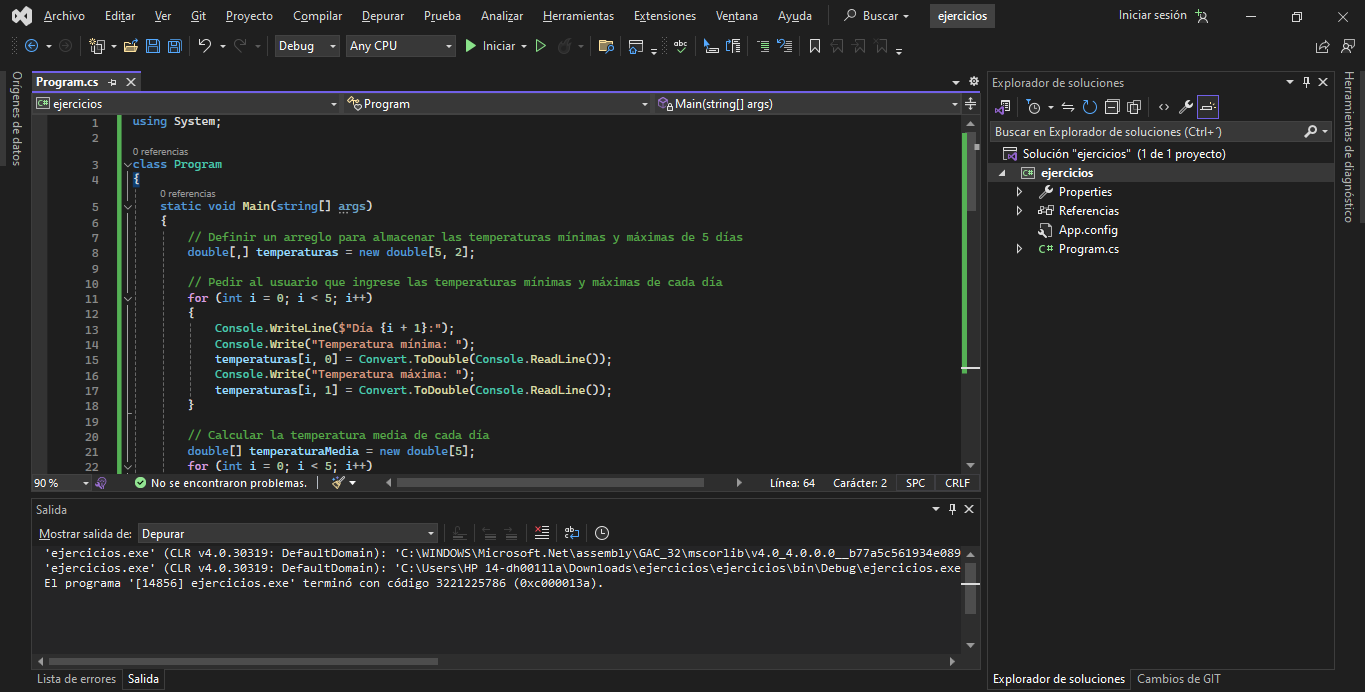 Archivo Editar Ver Git Proyecto Compilar Depurar Prueba Analizar Herramientas Extensiones Ventana Ayuda Buscar ejercicios Iniciar sesión
Debug Any CPU Iniciar
Orígenes de datos
Program.cs
ejercicios Program Main(string[] args)
1 using System;
2
0 referencias
3 class Program
4 {
0 referencias
5 static void Main(string[] args)
6 {
7 // Definir un arreglo para almacenar las temperaturas mínimas y máximas de 5 días
8 double[,] temperaturas = new double[5, 2];
9
10 // Pedir al usuario que ingrese las temperaturas mínimas y máximas de cada día
11 for (int i = 0; i < 5; i++)
12 {
13 Console.WriteLine($"Día {i + 1}:");
14 Console.Write("Temperatura mínima: ");
15 temperaturas[i, 0] = Convert.ToDouble(Console.ReadLine());
16 Console.Write("Temperatura máxima: ");
17 temperaturas[i, 1] = Convert.ToDouble(Console.ReadLine());
18 }
19
20 // Calcular la temperatura media de cada día
21 double[] temperaturaMedia = new double[5];
22 for (int i = 0; i < 5; i++)
90 % No se encontraron problemas. Línea: 64 Carácter: 2 SPC CRLF
Salida
Mostrar salida de: Depurar
'ejercicios.exe' (CLR v4.0.30319: DefaultDomain): 'C:\WINDOWS\Microsoft.Net\assembly\GAC_32\mscorlib\v4.0_4.0.0.0__b77a5c561934e089
'ejercicios.exe' (CLR v4.0.30319: DefaultDomain): 'C:\Users\HP 14-dh00111a\Downloads\ejercicios\ejercicios\bin\Debug\ejercicios.exe
El programa '[14856] ejercicios.exe' terminó con código 3221225786 (0xc000013a).
Lista de errores Salida
Explorador de soluciones
Buscar en Explorador de soluciones (Ctrl+´)
Solución "ejercicios" (1 de 1 proyecto)
C# ejercicios
Properties
Referencias
App.config
C# Program.cs
Explorador de soluciones Cambios de GIT
Herramientas de diagnóstico